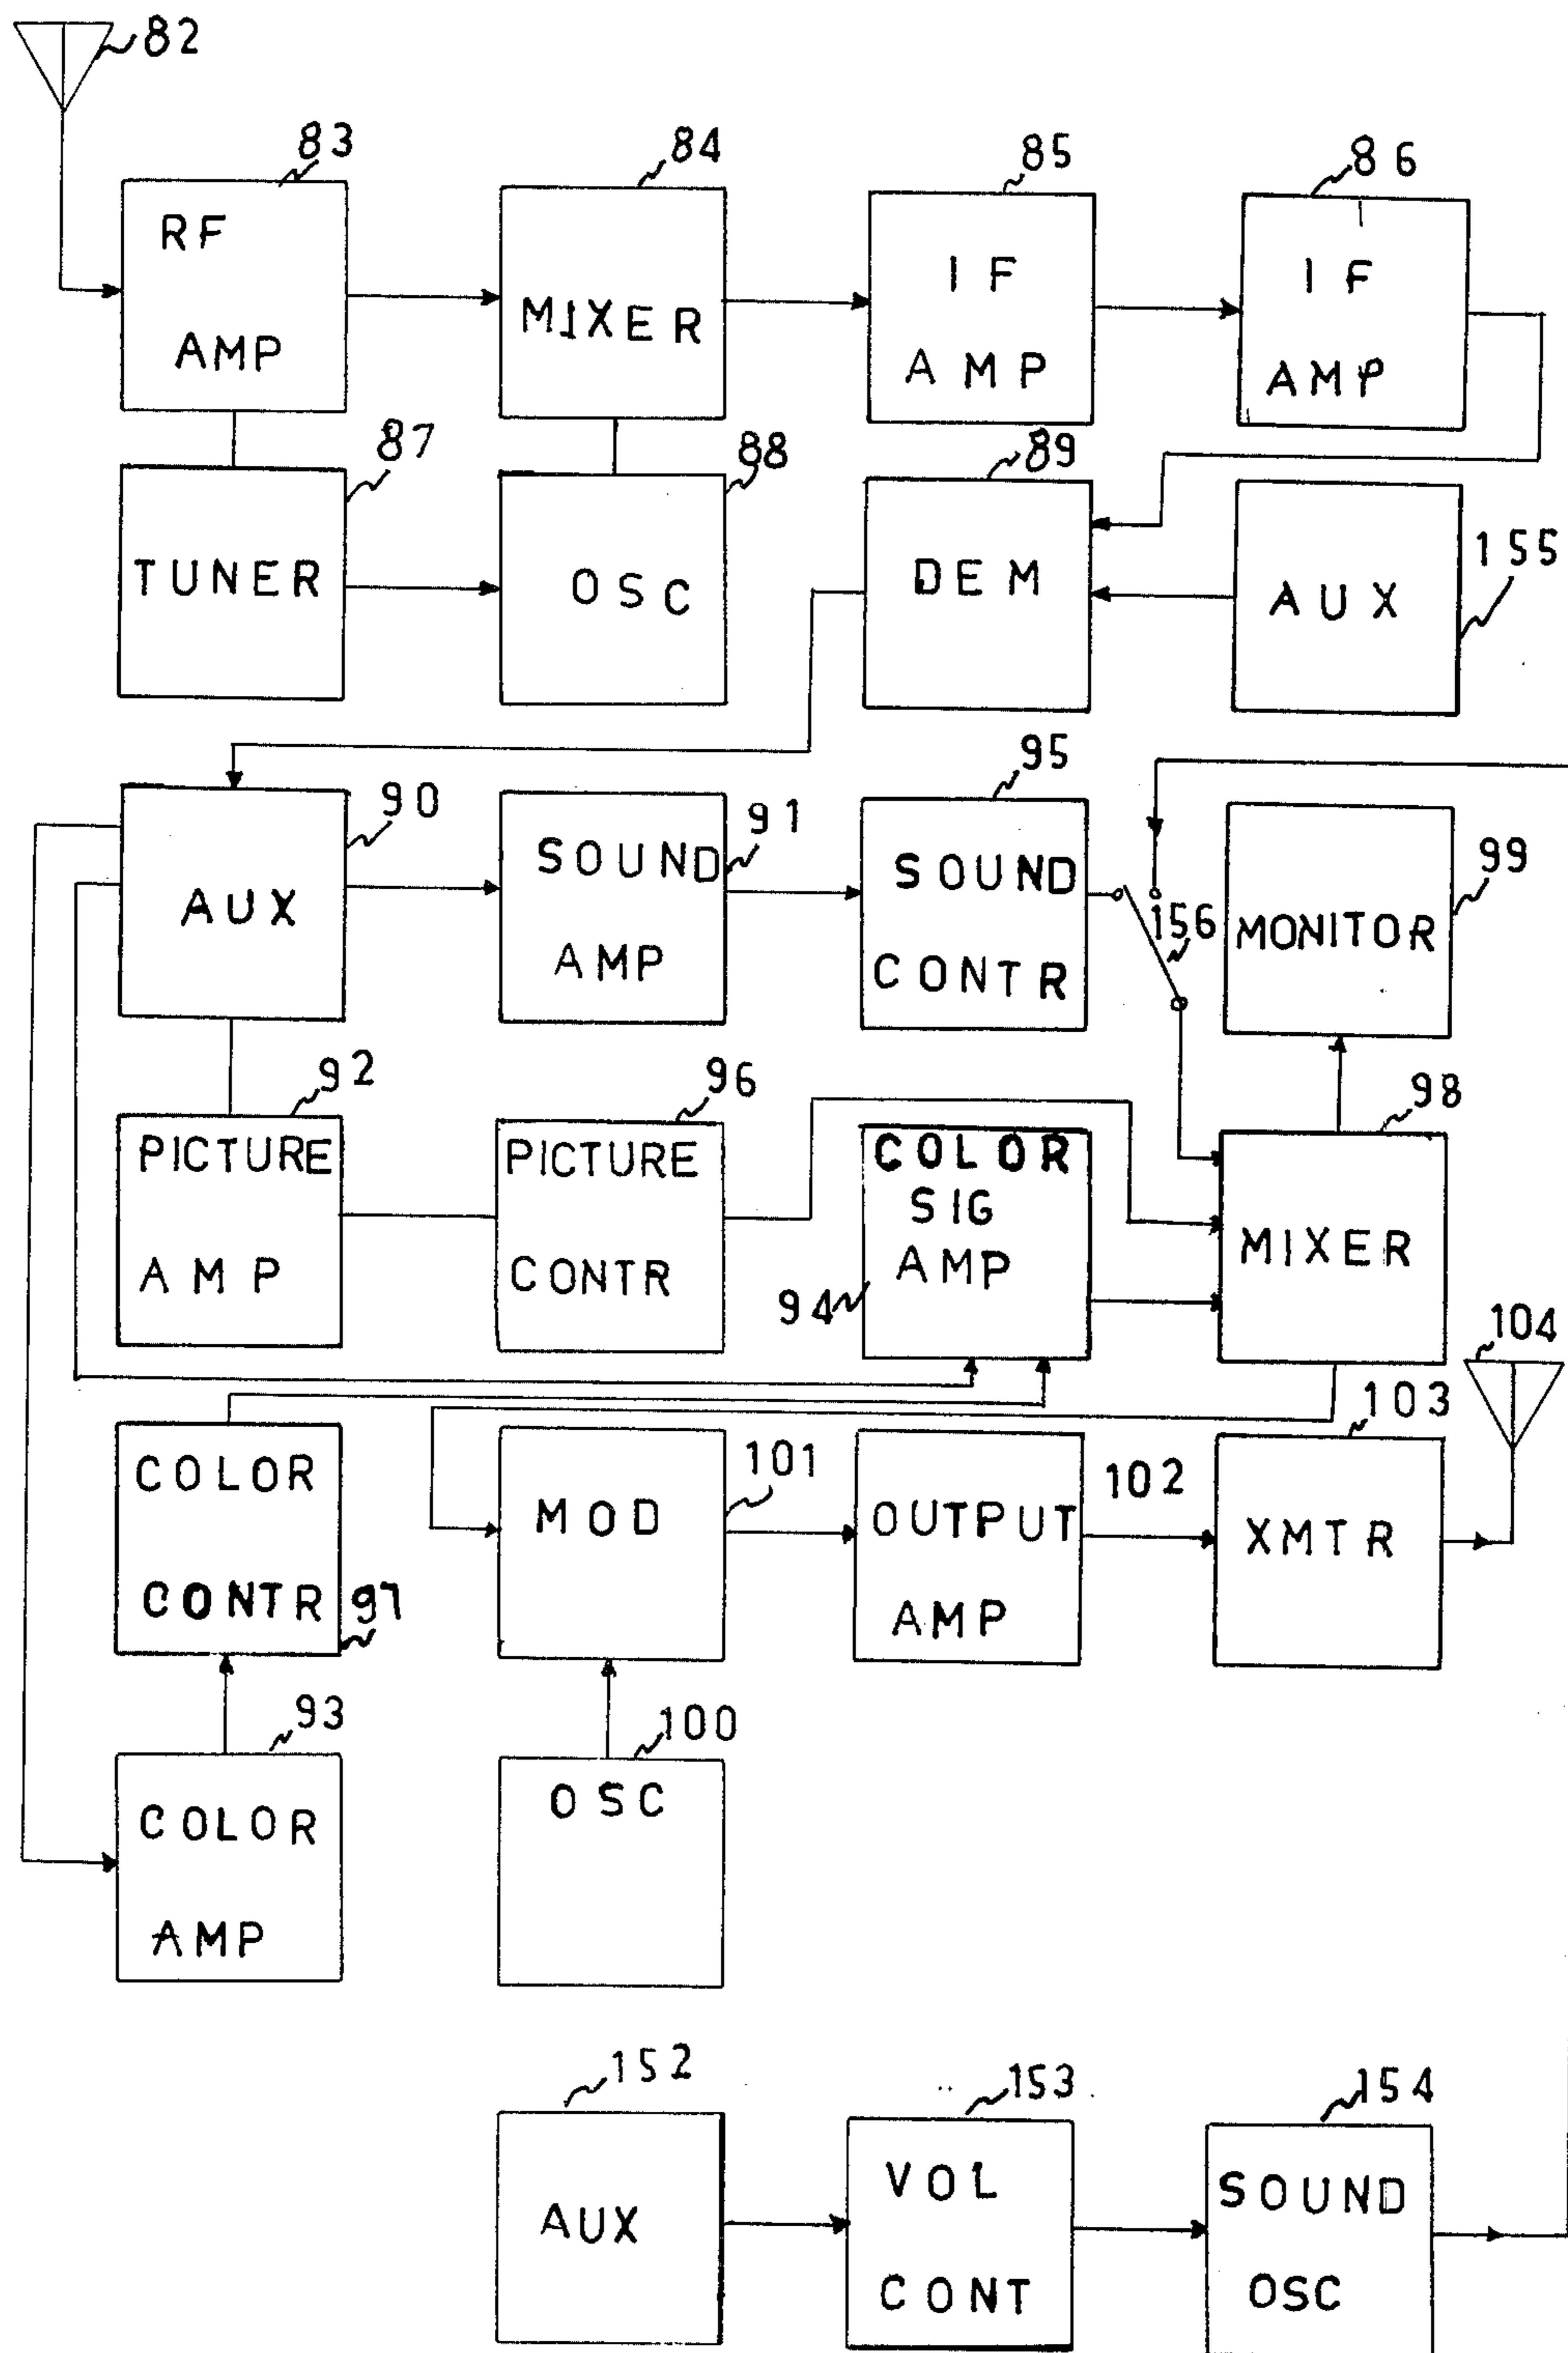 82
83
84
85
86
RF
AMP
MIXER
IF
AMP
IF
AMP
87
88
89
155
TUNER
OSC
DEM
AUX
90
91
95
156
99
AUX
SOUND
AMP
SOUND
CONTR
MONITOR
92
96
94
98
PICTURE
AMP
PICTURE
CONTR
COLOR
SIG
AMP
MIXER
104
97
101
102
103
COLOR
CONTR
MOD
OUTPUT
AMP
XMTR
93
100
COLOR
AMP
OSC
152
153
154
AUX
VOL
CONT
SOUND
OSC